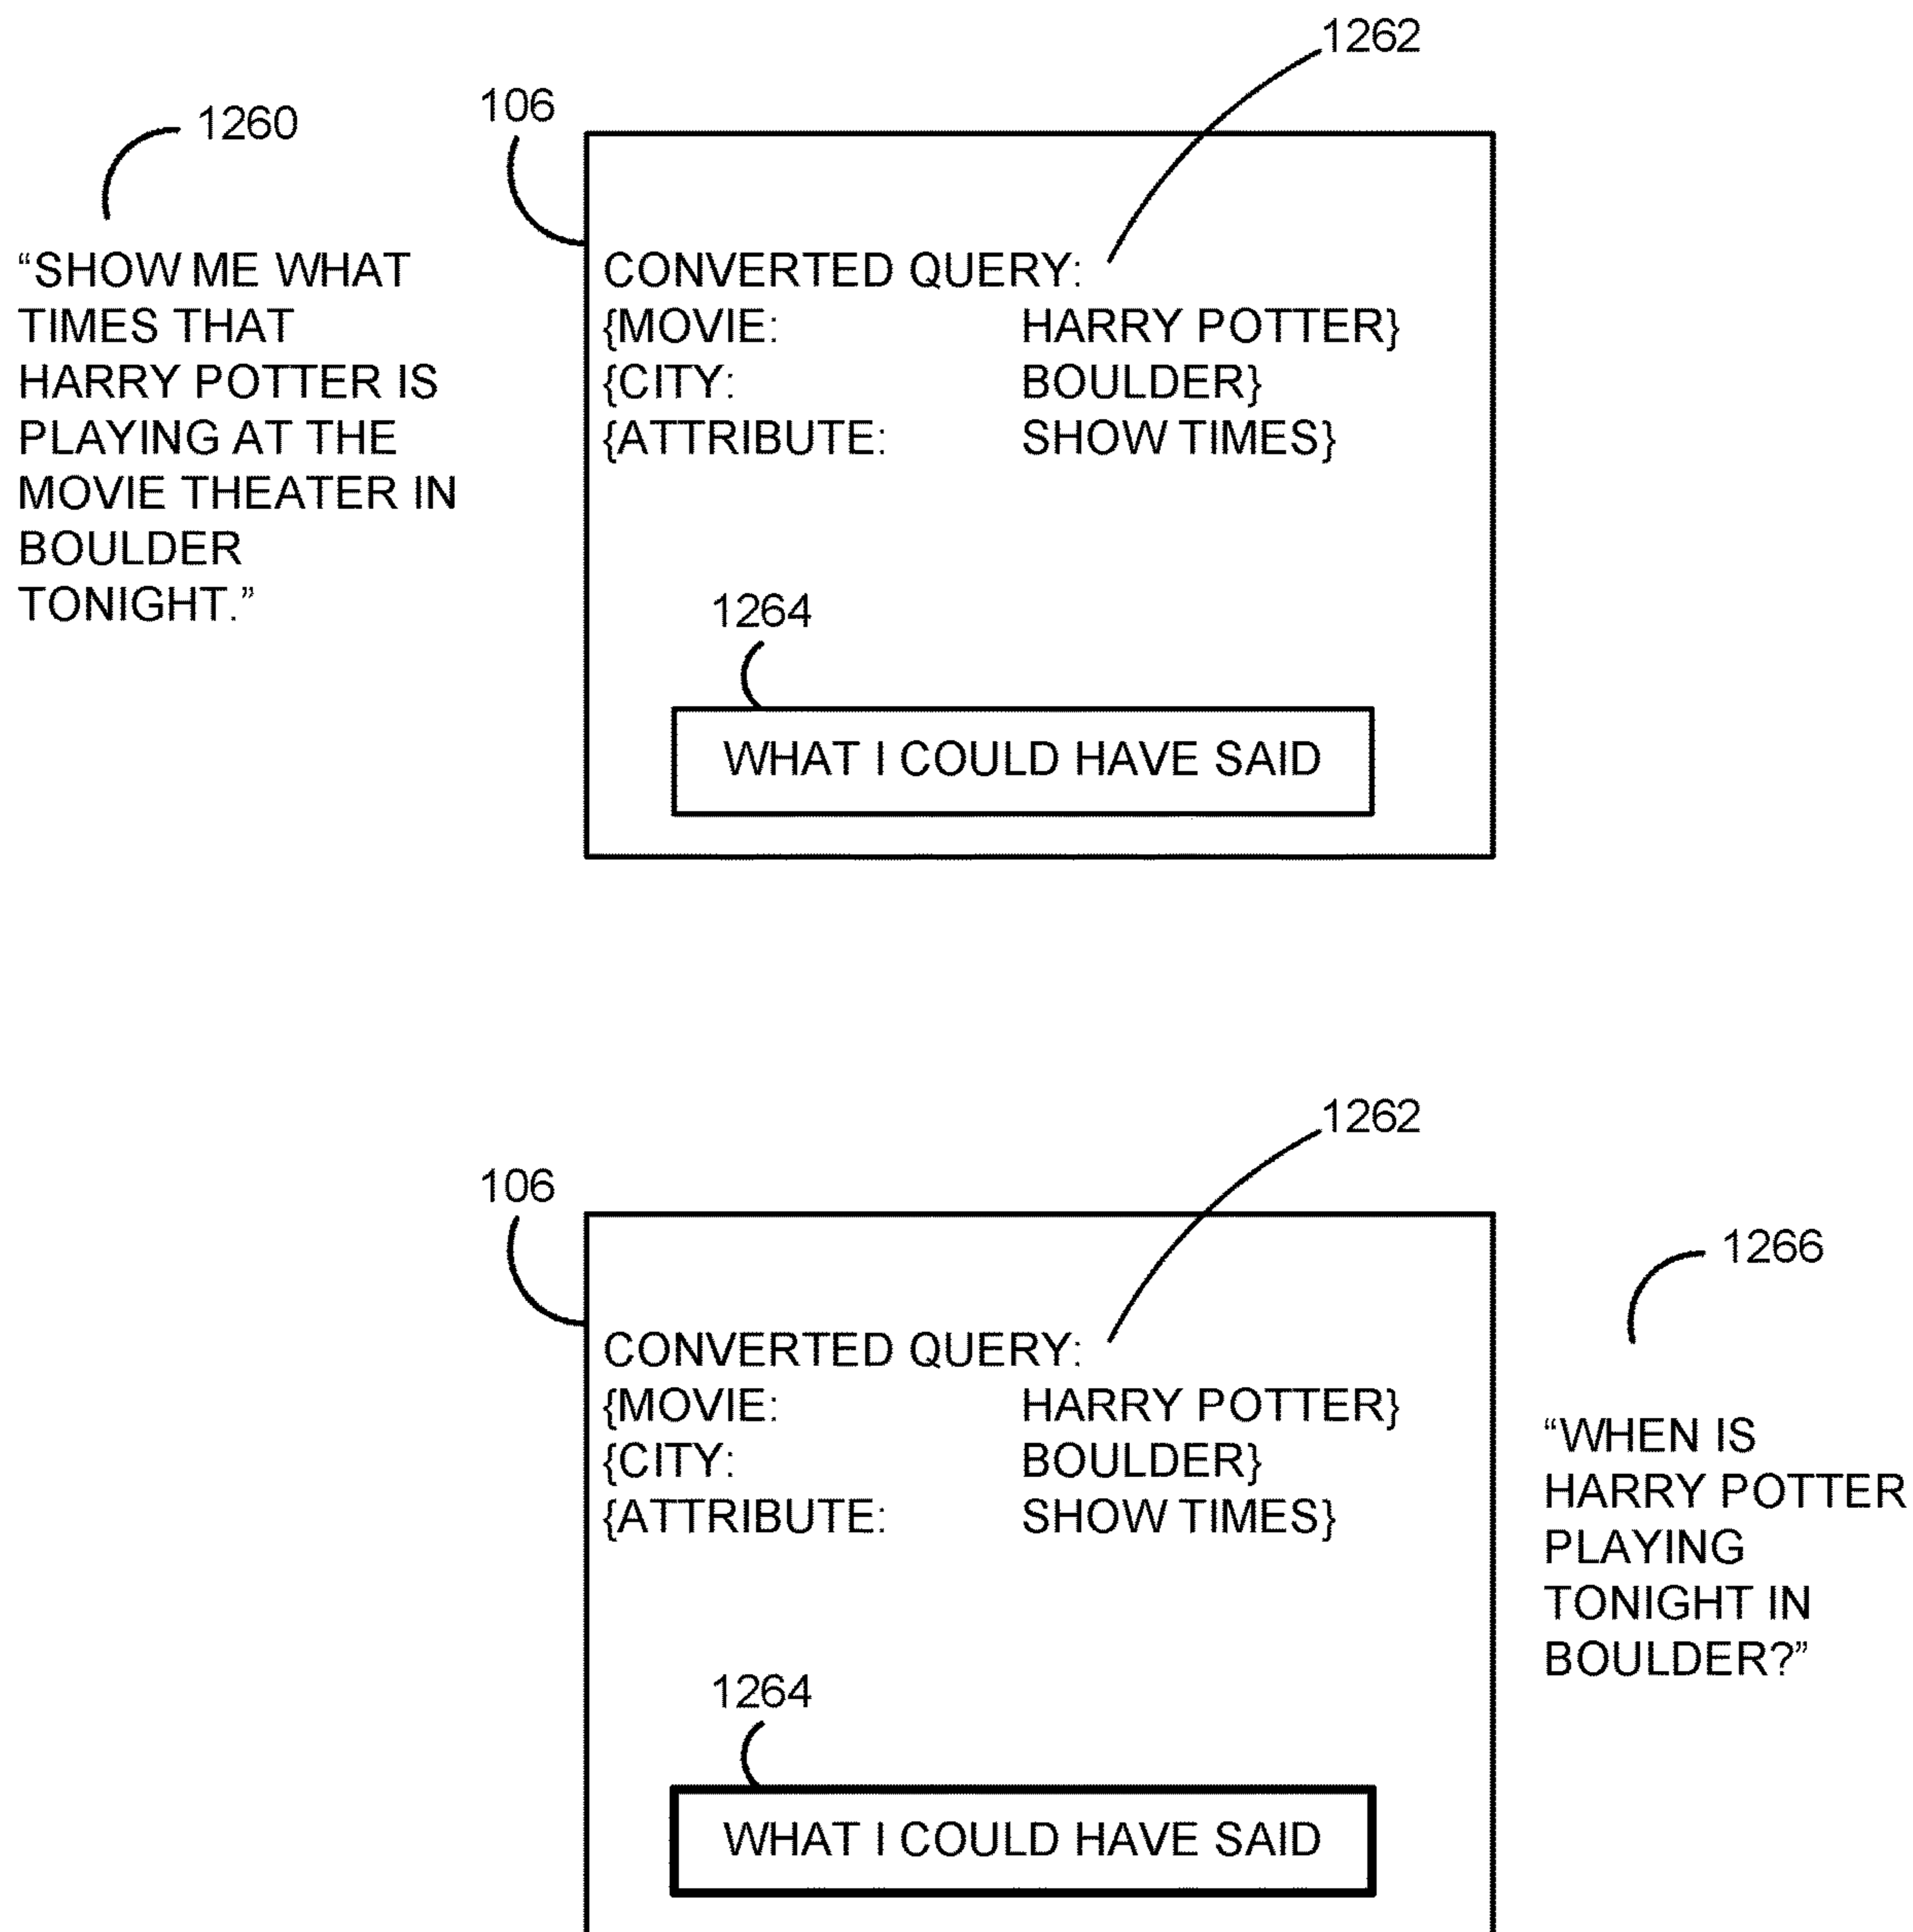 1262
106
1260
“SHOW ME WHAT
TIMES THAT
HARRY POTTER IS
PLAYING AT THE
MOVIE THEATER IN
BOULDER
TONIGHT.”
CONVERTED QUERY:
{MOVIE: HARRY POTTER}
{CITY: BOULDER}
{ATTRIBUTE: SHOW TIMES}
1264
WHAT I COULD HAVE SAID
1262
106
1266
CONVERTED QUERY:
{MOVIE: HARRY POTTER}
{CITY: BOULDER}
{ATTRIBUTE: SHOW TIMES}
“WHEN IS
HARRY POTTER
PLAYING
TONIGHT IN
BOULDER?”
1264
WHAT I COULD HAVE SAID